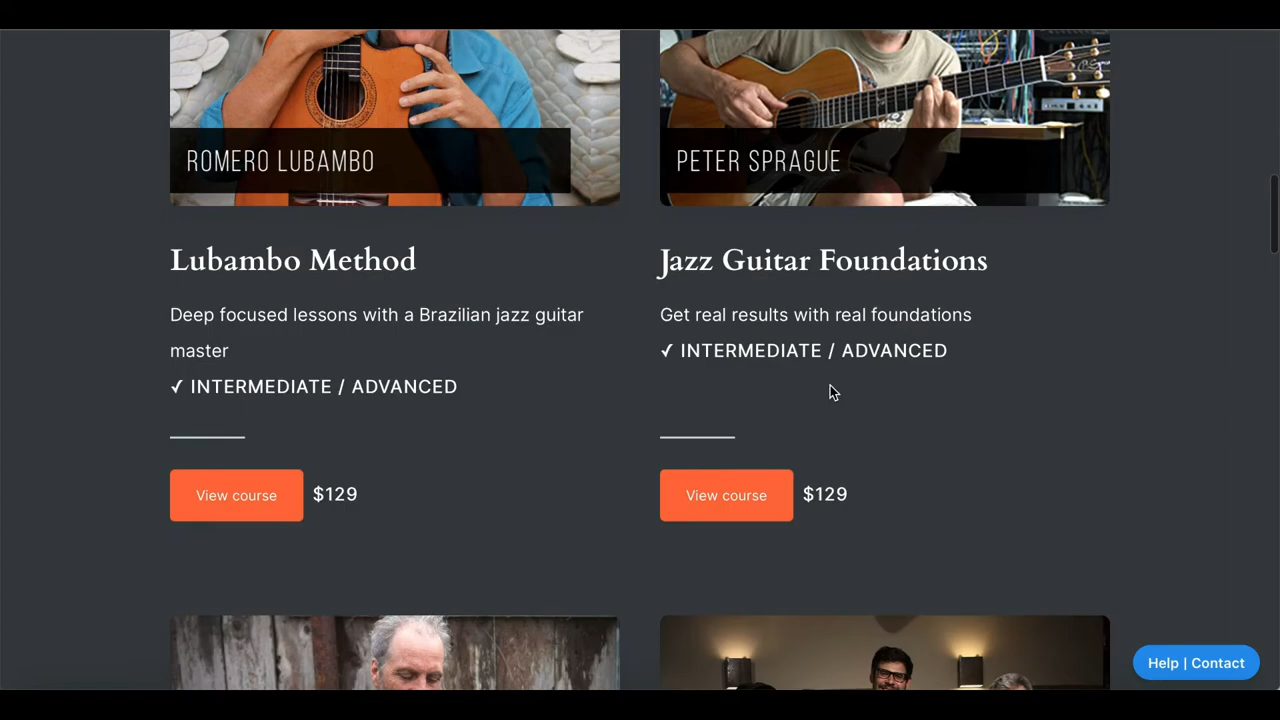 ROMERO LUBAMBO
PETER SPRAGUE
Lubambo Method
Deep focused lessons with a Brazilian jazz guitar
master
✓ INTERMEDIATE / ADVANCED
View course $129
Jazz Guitar Foundations
Get real results with real foundations
✓ INTERMEDIATE / ADVANCED
View course $129
Help | Contact